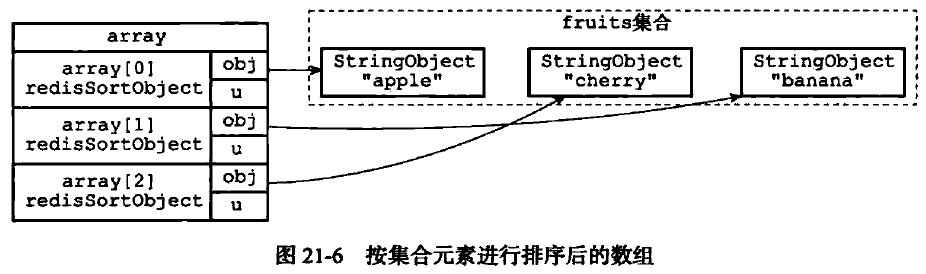 fruits集合
array
StringObject
"apple"
StringObject
"cherry"
StringObject
"banana"
array[0]
redisSortObject
obj
u
array[1]
redisSortObject
obj
u
array[2]
redisSortObject
obj
u
图 21-6 按集合元素进行排序后的数组